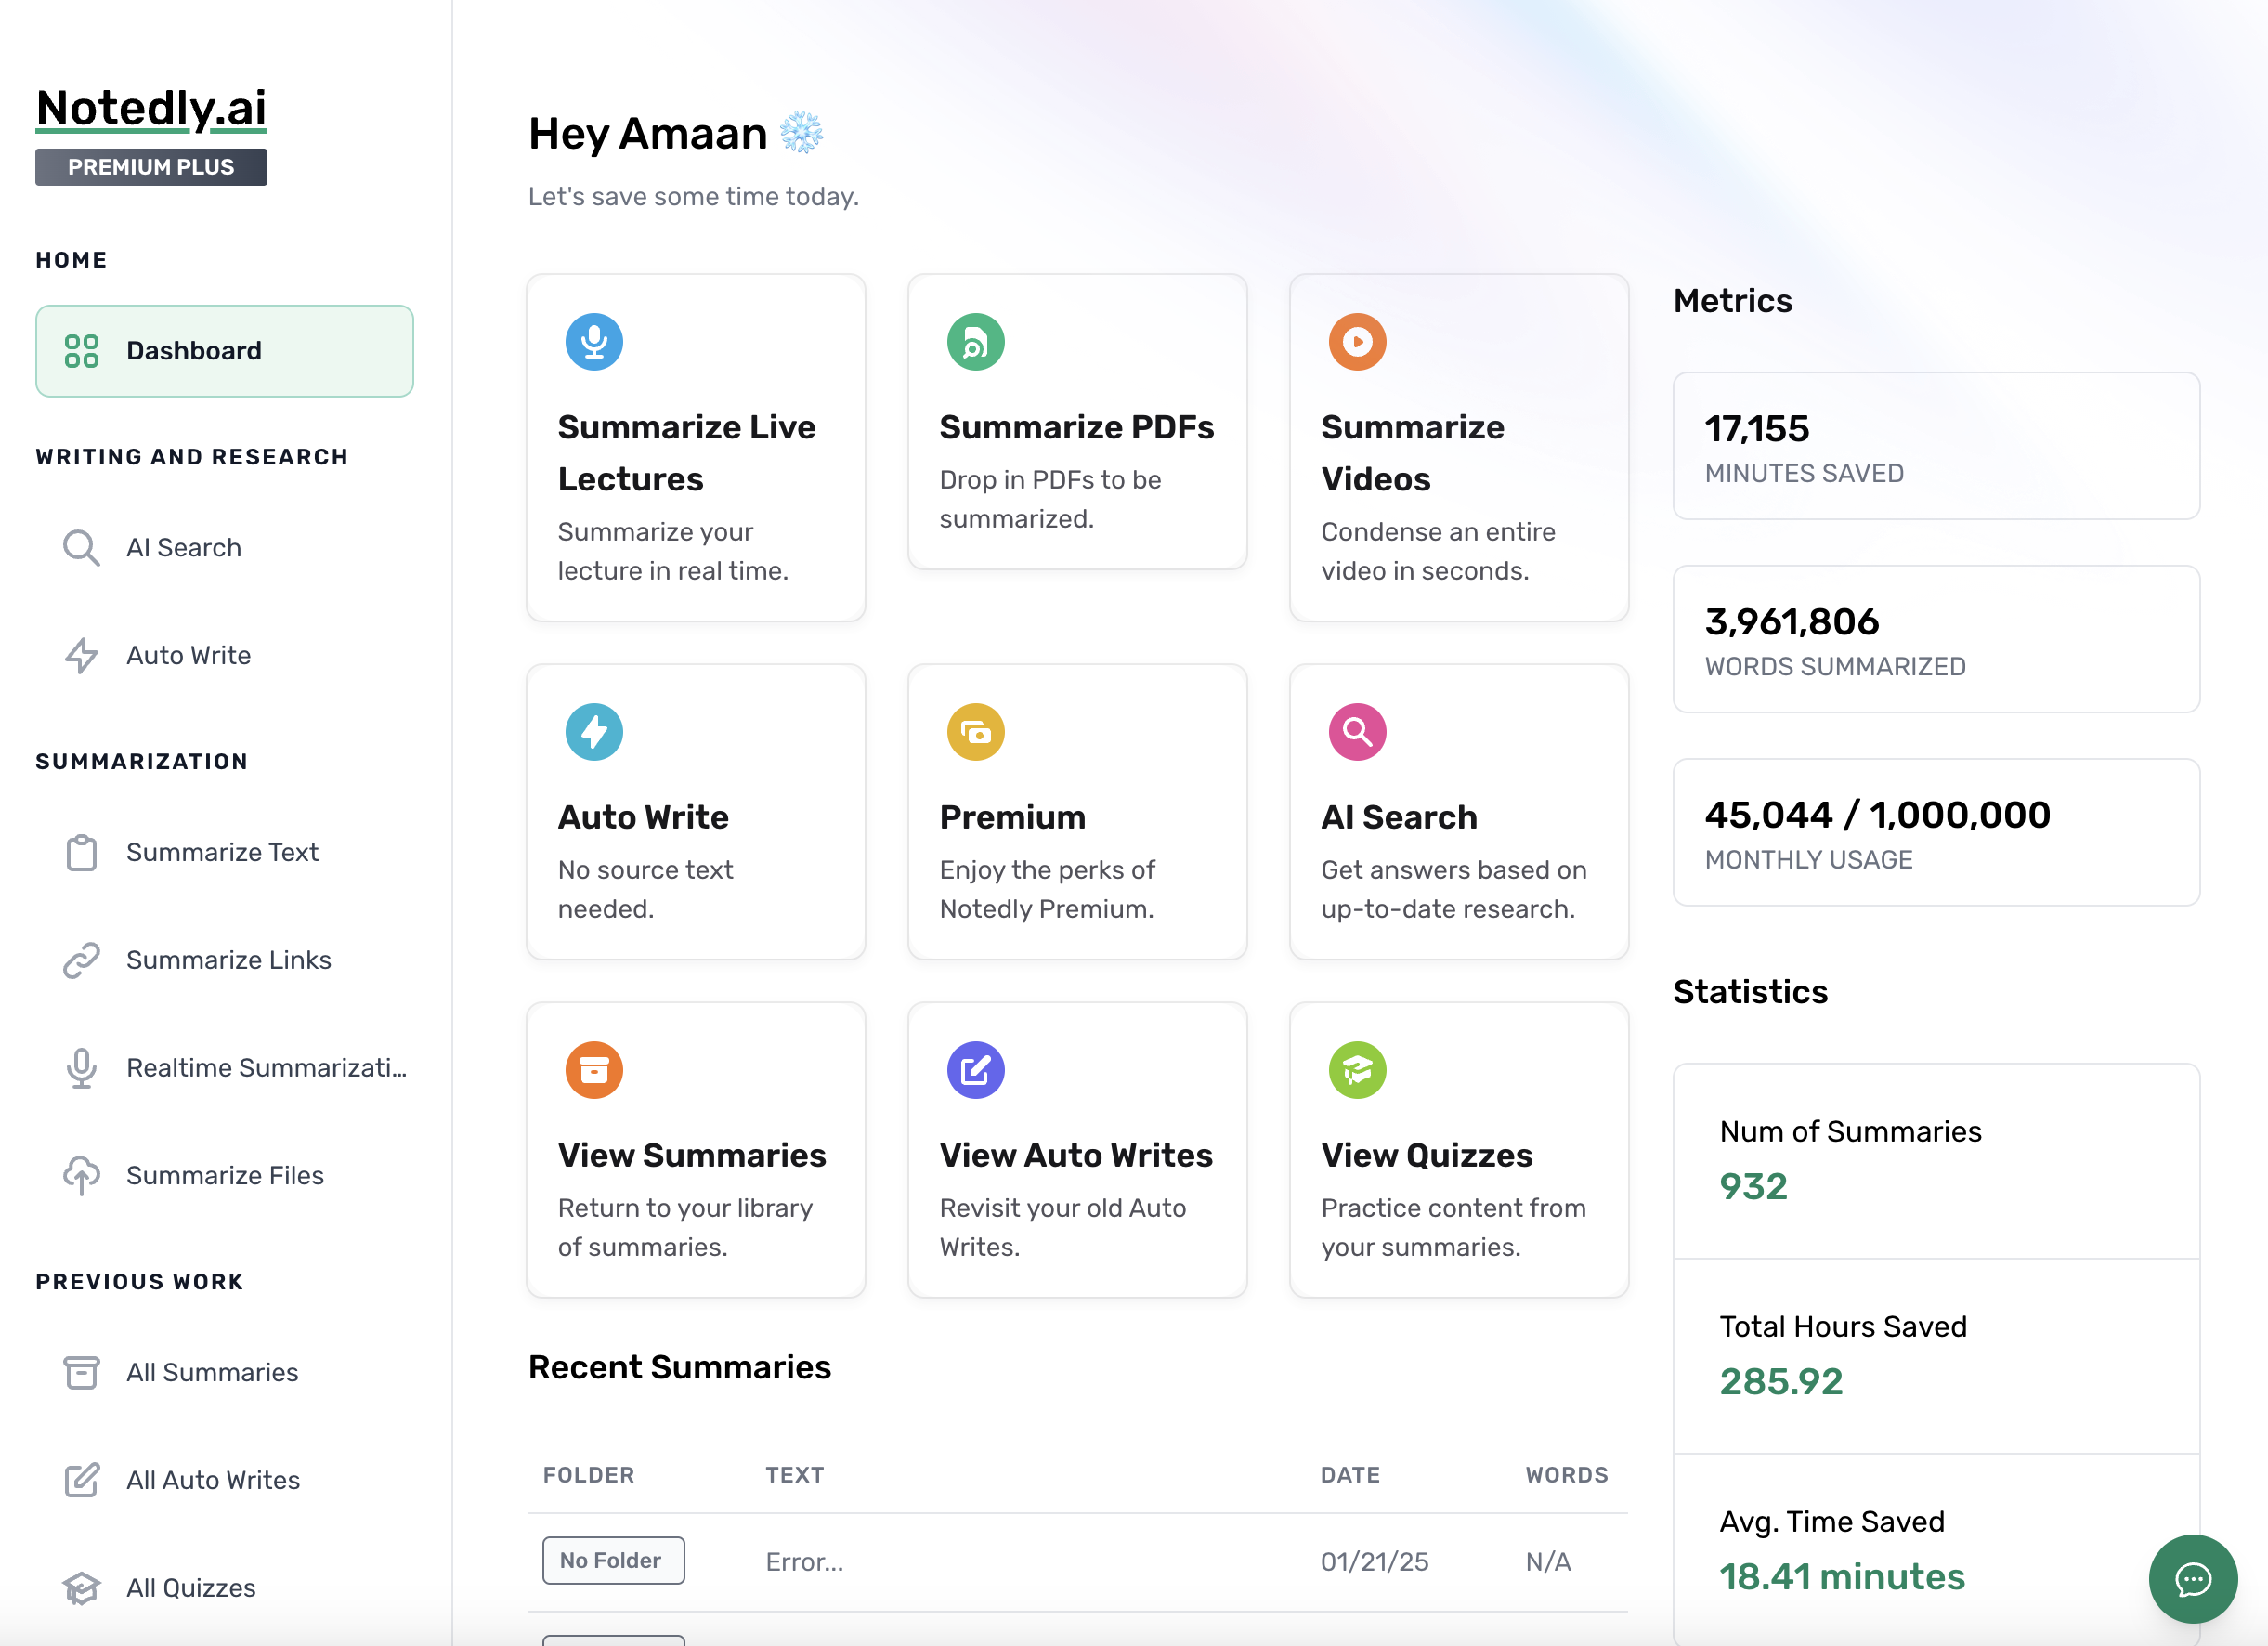 Notedly.ai
PREMIUM PLUS
HOME
Dashboard
WRITING AND RESEARCH
AI Search
Auto Write
SUMMARIZATION
Summarize Text
Summarize Links
Realtime Summarizati...
Summarize Files
PREVIOUS WORK
All Summaries
All Auto Writes
All Quizzes
Hey Amaan
Let's save some time today.
Summarize Live
Lectures
Summarize your
lecture in real time.
Summarize PDFs
Drop in PDFs to be
summarized.
Summarize
Videos
Condense an entire
video in seconds.
Auto Write
No source text
needed.
Premium
Enjoy the perks of
Notedly Premium.
AI Search
Get answers based on
up-to-date research.
View Summaries
Return to your library
of summaries.
View Auto Writes
Revisit your old Auto
Writes.
View Quizzes
Practice content from
your summaries.
Recent Summaries
FOLDER TEXT DATE WORDS
No Folder Error... 01/21/25 N/A
Metrics
17,155
MINUTES SAVED
3,961,806
WORDS SUMMARIZED
45,044 / 1,000,000
MONTHLY USAGE
Statistics
Num of Summaries
932
Total Hours Saved
285.92
Avg. Time Saved
18.41 minutes